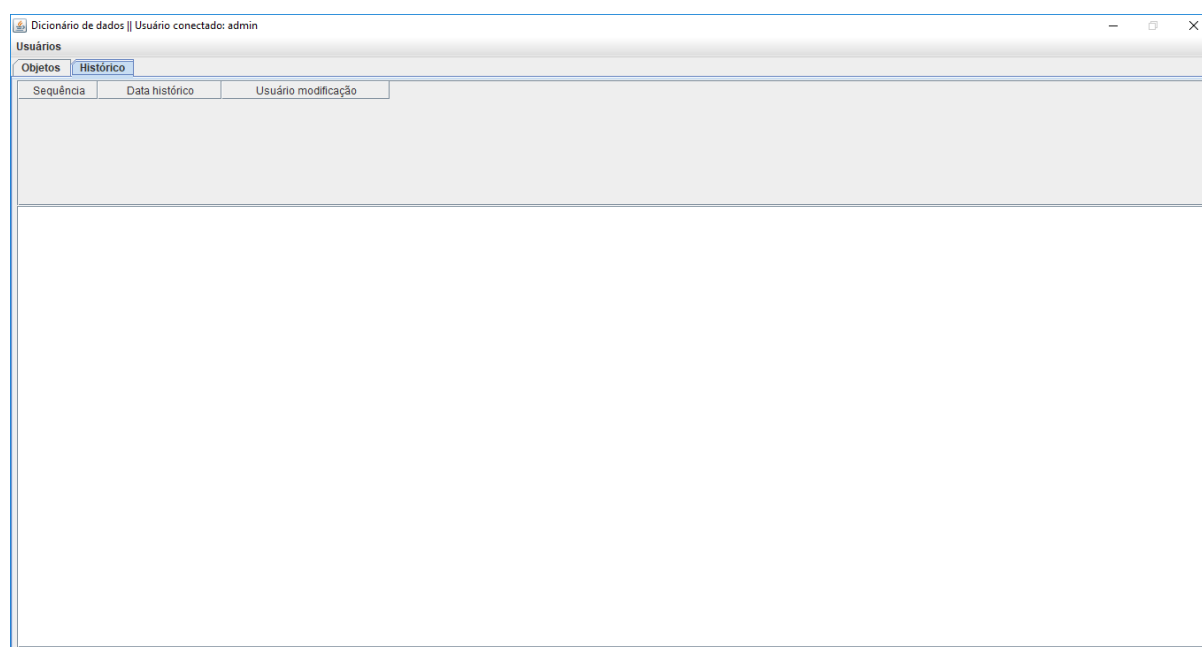 Dicionário de dados || Usuário conectado: admin
Usuários
Objetos Histórico
Sequência Data histórico Usuário modificação